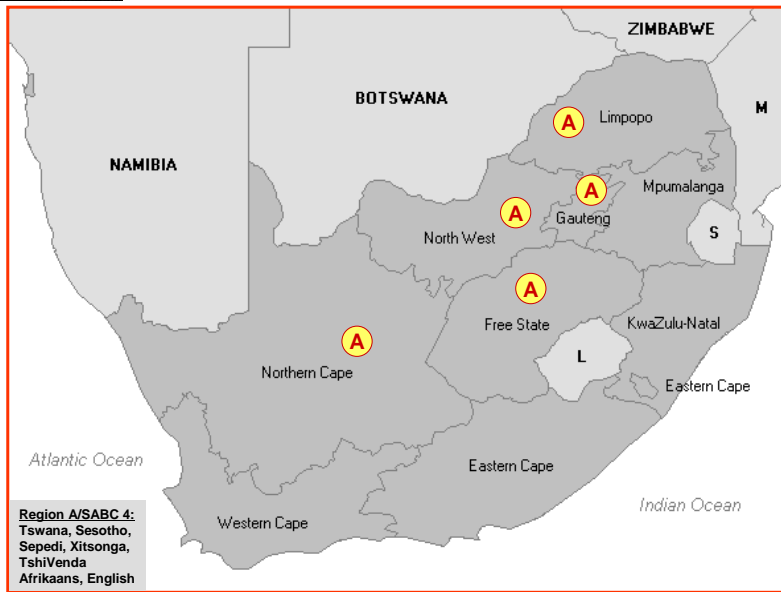 ZIMBABWE
BOTSWANA
M
A
Limpopo
NAMIBIA
A
Mpumalanga
A
Gauteng
S
North West
A
Free State
KwaZulu-Natal
A
L
Northern Cape
Eastern Cape
Atlantic Ocean
Eastern Cape
Indian Ocean
Western Cape
Region A/SABC 4:
Tswana, Sesotho,
Sepedi, Xitsonga,
TshiVenda
Afrikaans, English